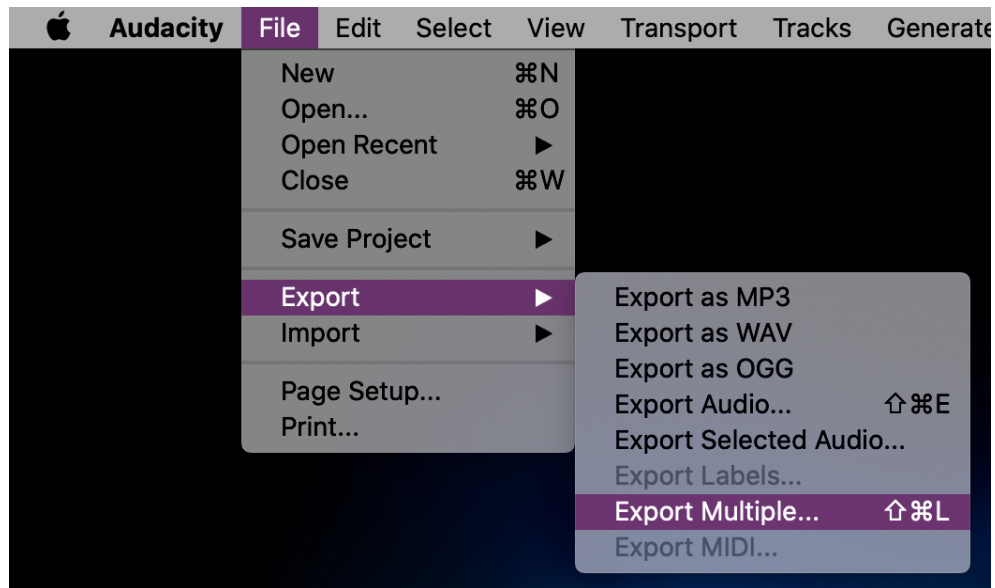 Audacity File Edit Select View Transport Tracks Generate
New ⌘N
Open... ⌘O
Open Recent ▶
Close ⌘W
Save Project ▶
Export ▶
Import ▶
Page Setup...
Print...
Export as MP3
Export as WAV
Export as OGG
Export Audio... ⇧⌘E
Export Selected Audio...
Export Labels...
Export Multiple... ⇧⌘L
Export MIDI...